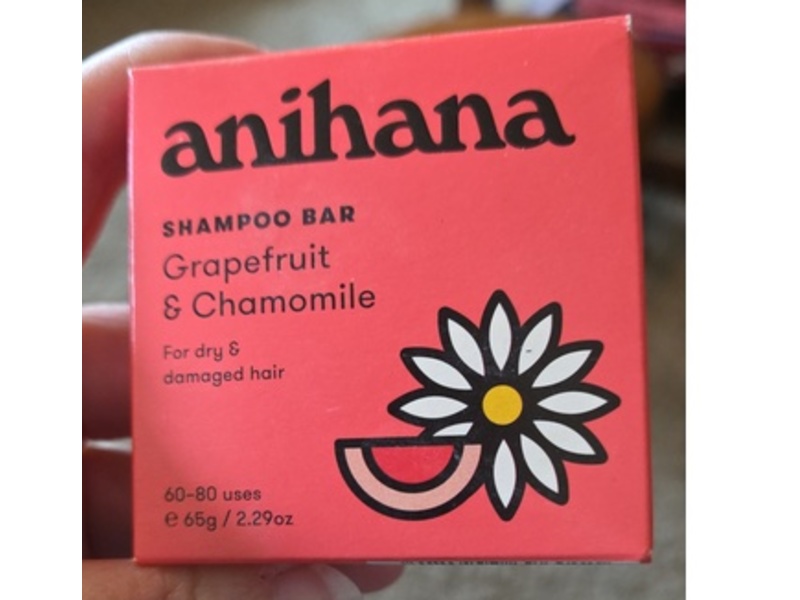 anihana
SHAMPOO BAR
Grapefruit
& Chamomile
For dry &
damaged hair
60-80 uses
℮ 65g / 2.29oz